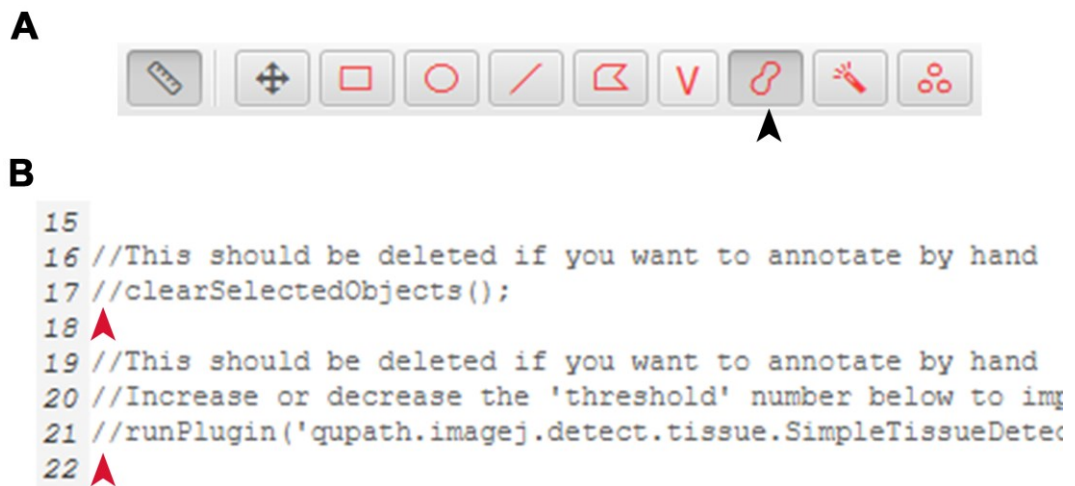 A
V
B
15
16 //This should be deleted if you want to annotate by hand
17 //clearSelectedObjects();
18
19 //This should be deleted if you want to annotate by hand
20 //Increase or decrease the 'threshold' number below to imp
21 //runPlugin('qupath.imagej.detect.tissue.SimpleTissueDetec
22